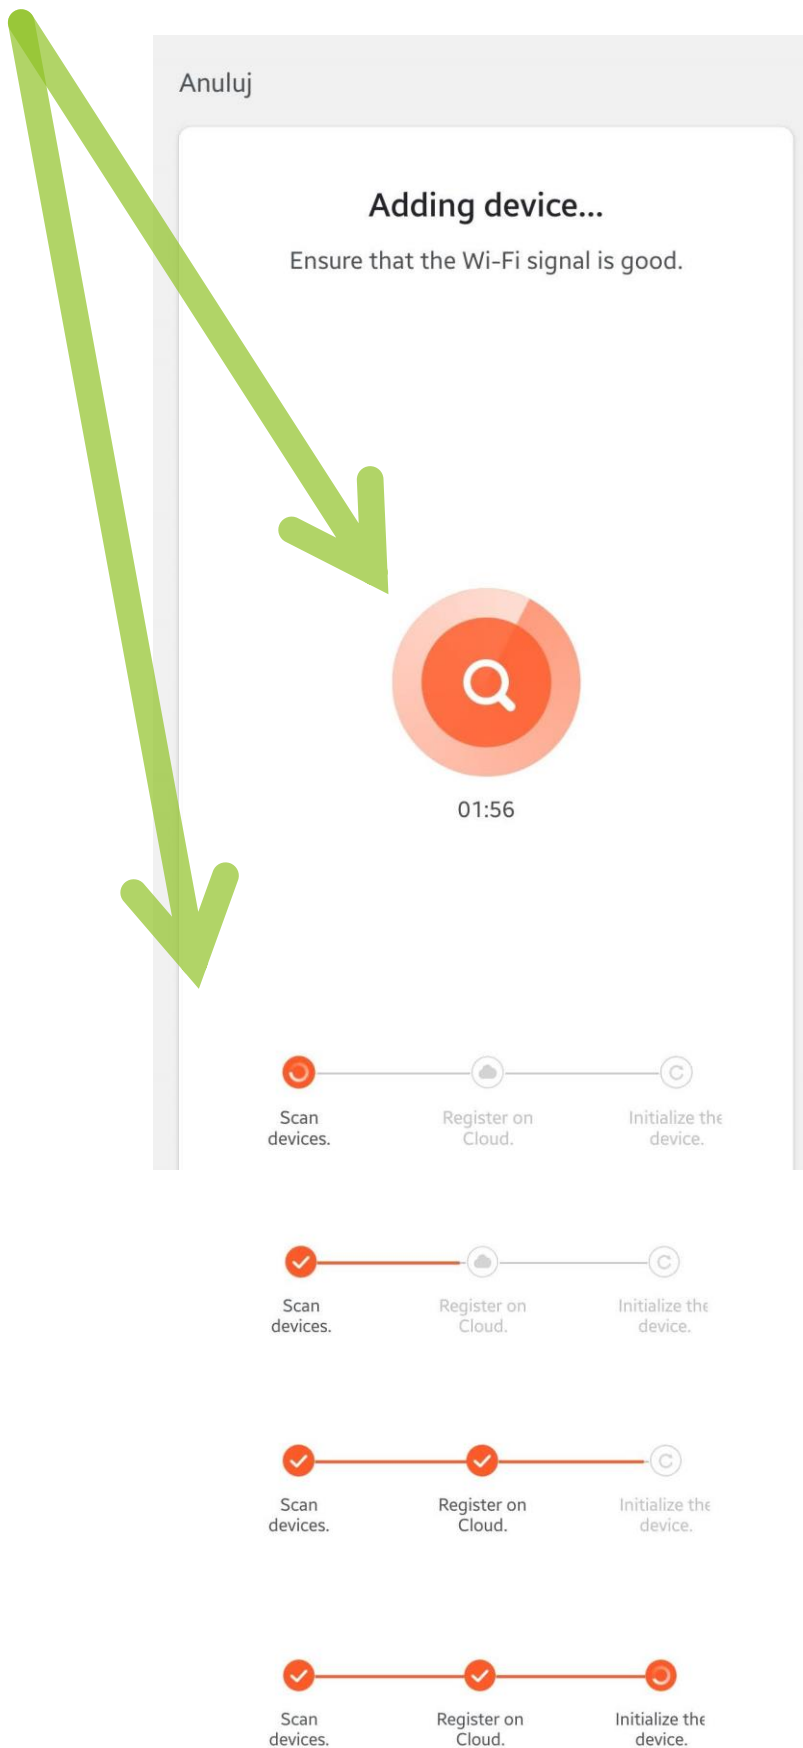 Anuluj
Adding device...
Ensure that the Wi-Fi signal is good.
01:56
Scan
devices.
Register on
Cloud.
Initialize the
device.
Scan
devices.
Register on
Cloud.
Initialize the
device.
Scan
devices.
Register on
Cloud.
Initialize the
device.
Scan
devices.
Register on
Cloud.
Initialize the
device.